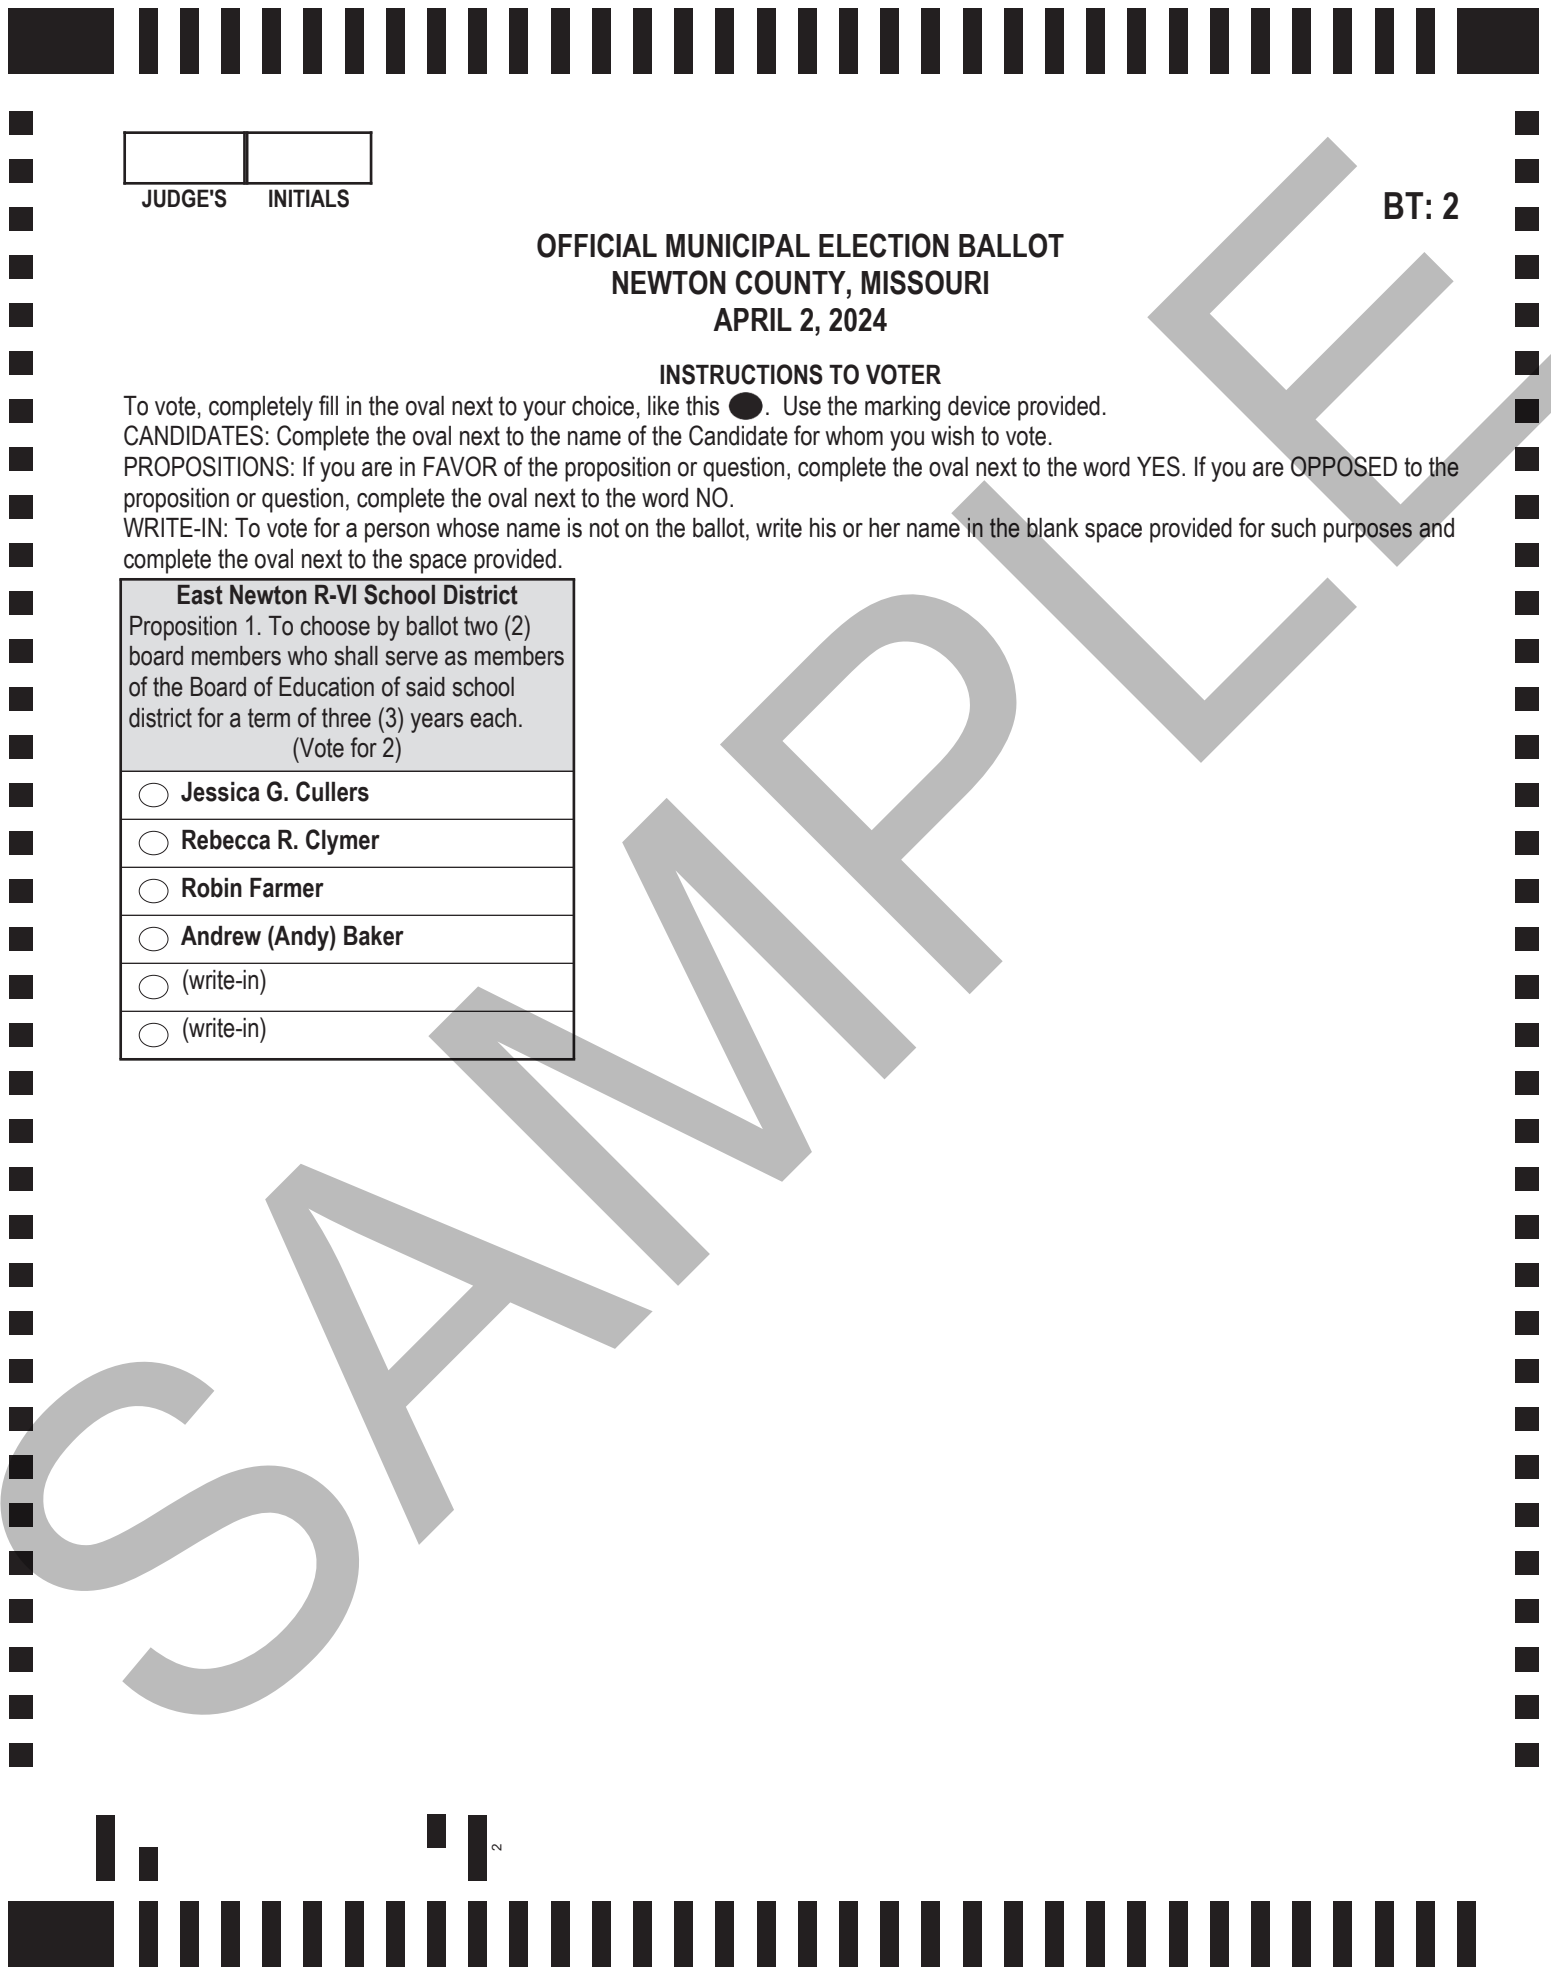 JUDGE'S INITIALS
BT: 2
OFFICIAL MUNICIPAL ELECTION BALLOT
NEWTON COUNTY, MISSOURI
APRIL 2, 2024
INSTRUCTIONS TO VOTER
To vote, completely fill in the oval next to your choice, like this . Use the marking device provided.
CANDIDATES: Complete the oval next to the name of the Candidate for whom you wish to vote.
PROPOSITIONS: If you are in FAVOR of the proposition or question, complete the oval next to the word YES. If you are OPPOSED to the
proposition or question, complete the oval next to the word NO.
WRITE-IN: To vote for a person whose name is not on the ballot, write his or her name in the blank space provided for such purposes and
complete the oval next to the space provided.
East Newton R-VI School District
Proposition 1. To choose by ballot two (2)
board members who shall serve as members
of the Board of Education of said school
district for a term of three (3) years each.
(Vote for 2)
Jessica G. Cullers
Rebecca R. Clymer
Robin Farmer
Andrew (Andy) Baker
(write-in)
(write-in)
SAMPLE
2